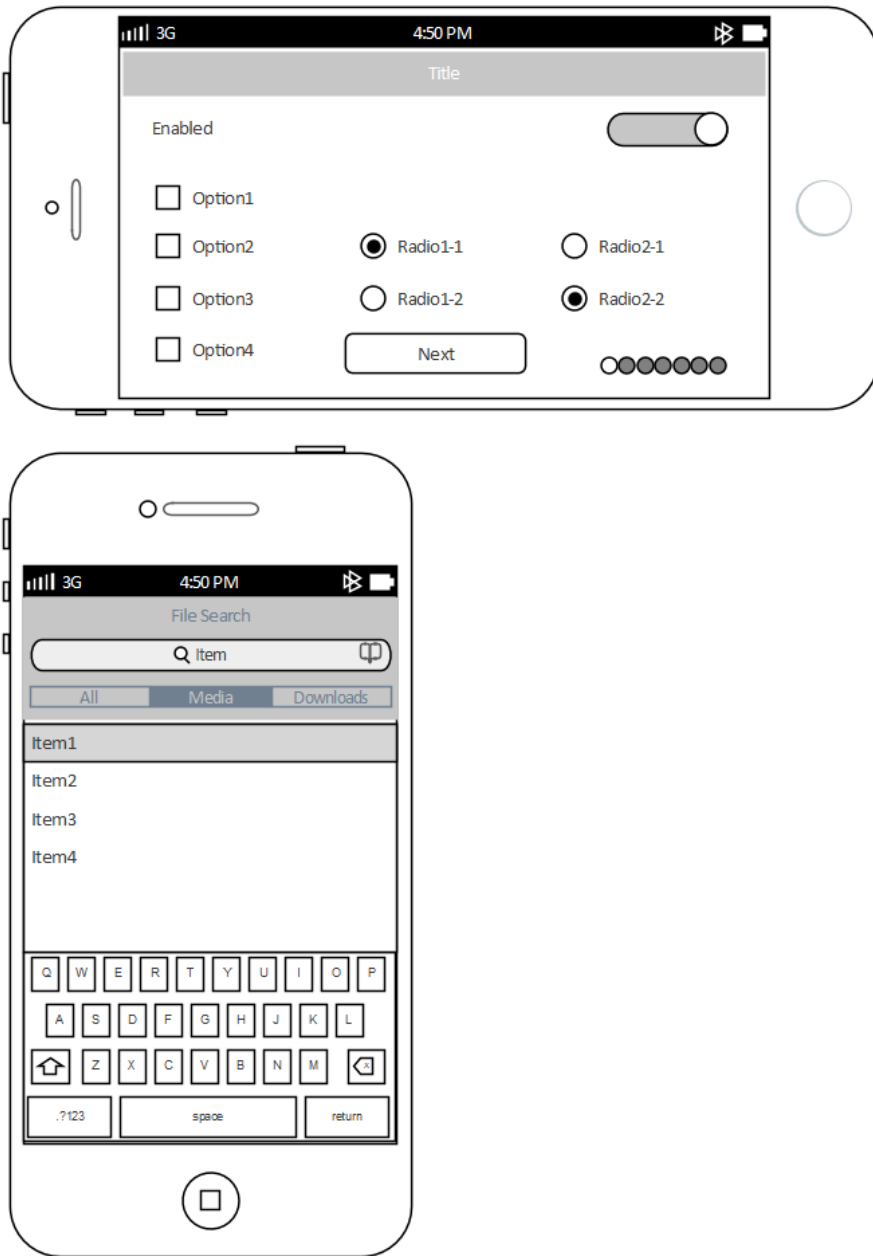 3G 4:50 PM
Title
Enabled
Option1
Option2 Radio1-1 Radio2-1
Option3 Radio1-2 Radio2-2
Option4 Next
3G 4:50 PM
File Search
Item
All Media Downloads
Item1
Item2
Item3
Item4
Q W E R T Y U I O P
A S D F G H J K L
Z X C V B N M X
.?123 space return